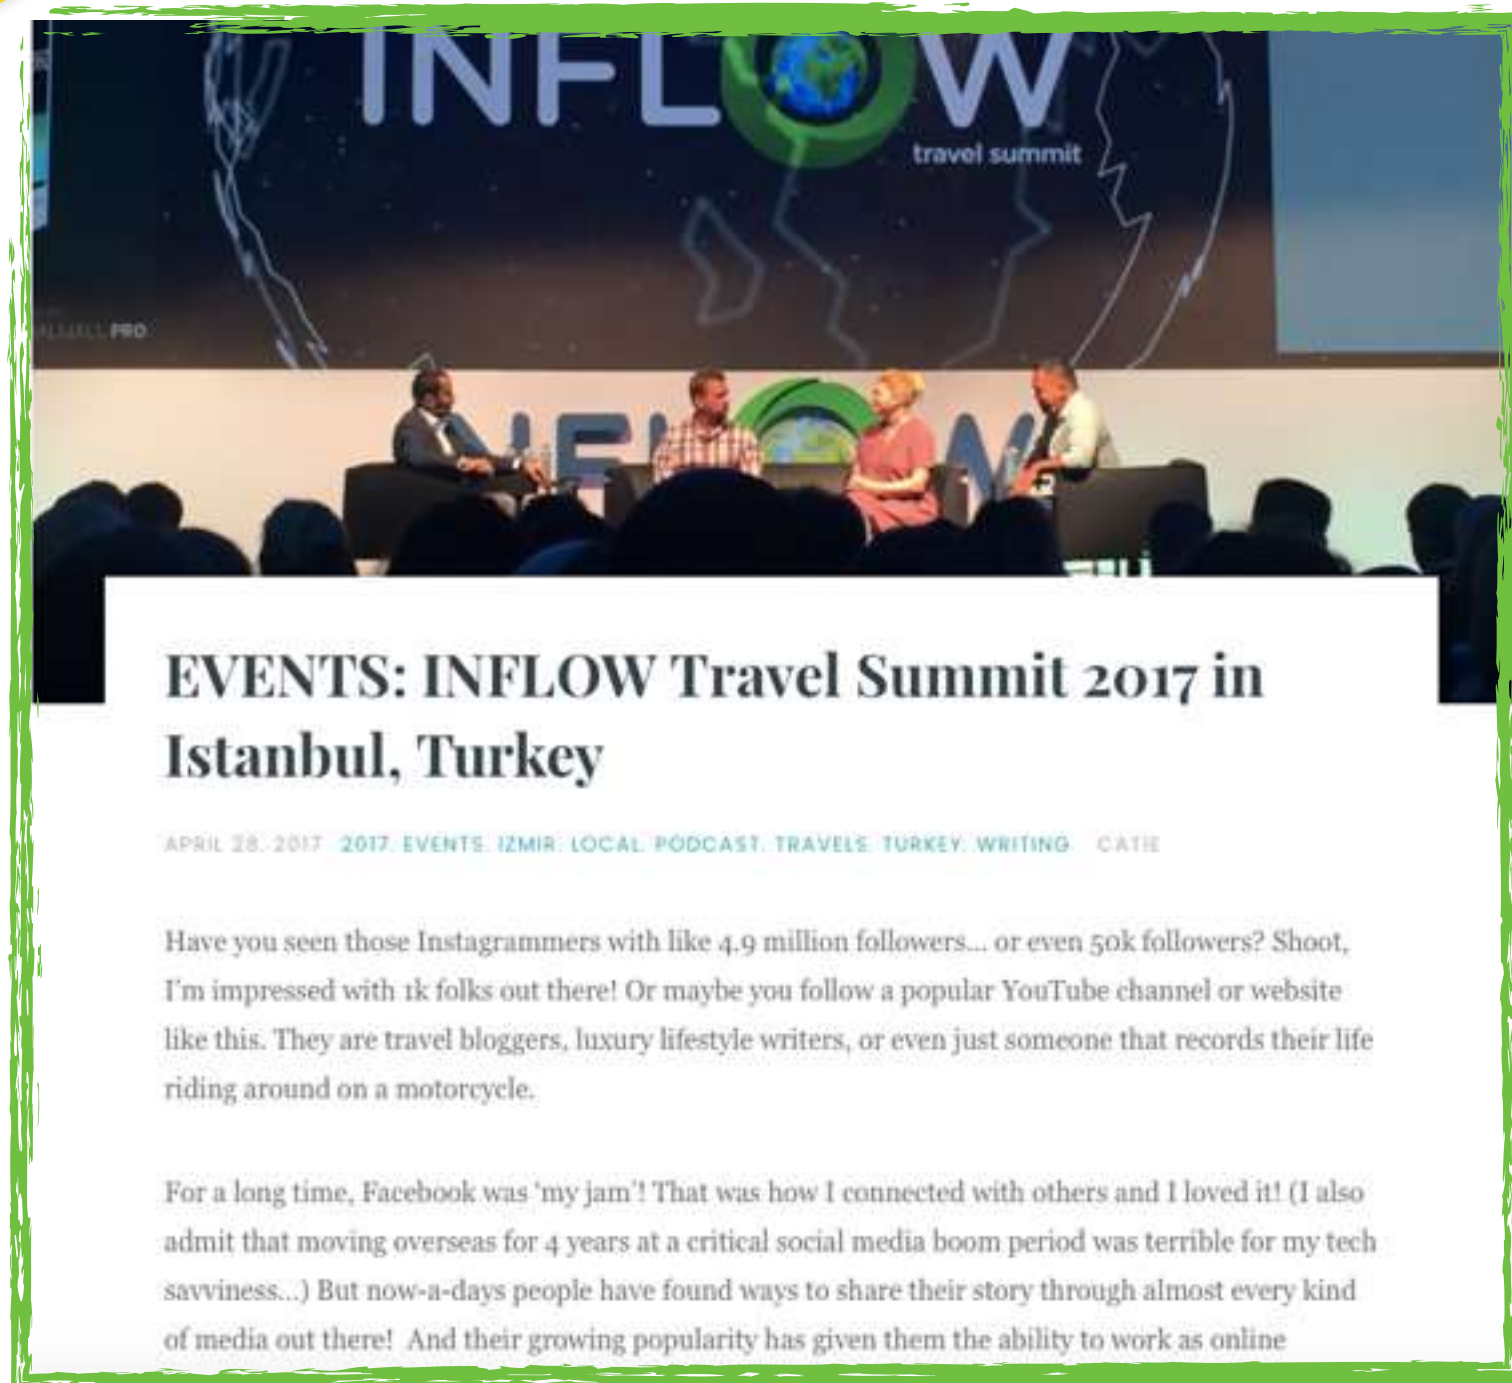 INFLOW
travel summit
PRO
INFLOW
EVENTS: INFLOW Travel Summit 2017 in
Istanbul, Turkey
APRIL 28, 2017 2017, EVENTS, IZMIR, LOCAL, PODCAST, TRAVELS, TURKEY, WRITING CATIE
Have you seen those Instagrammers with like 4.9 million followers... or even 50k followers? Shoot,
I'm impressed with 1k folks out there! Or maybe you follow a popular YouTube channel or website
like this. They are travel bloggers, luxury lifestyle writers, or even just someone that records their life
riding around on a motorcycle.
For a long time, Facebook was ‘my jam’! That was how I connected with others and I loved it! (I also
admit that moving overseas for 4 years at a critical social media boom period was terrible for my tech
savviness...) But now-a-days people have found ways to share their story through almost every kind
of media out there! And their growing popularity has given them the ability to work as online